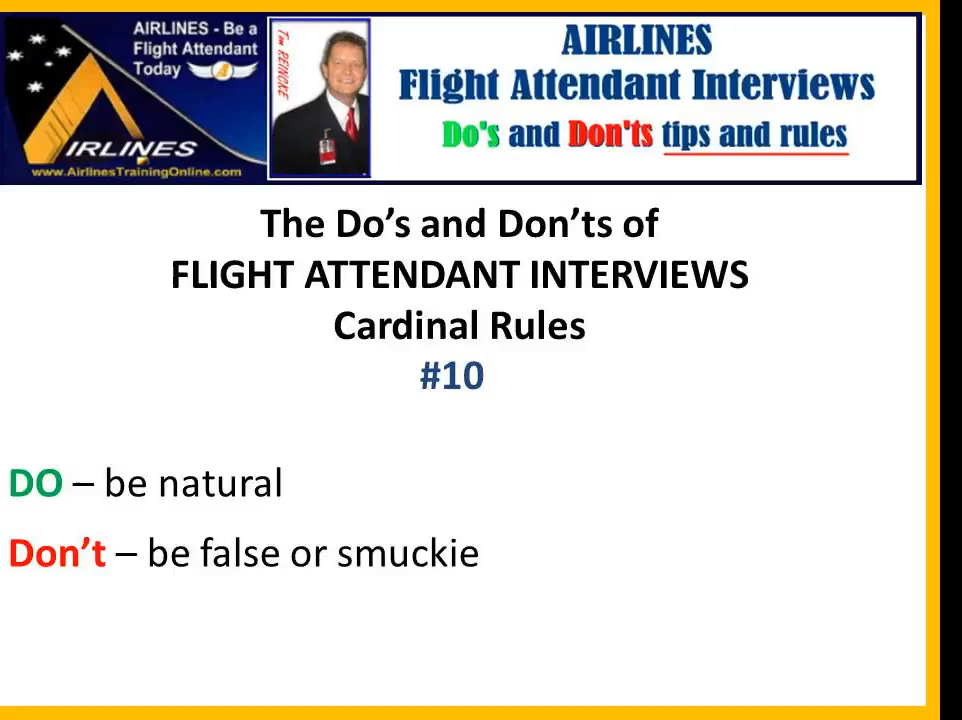 AIRLINES - Be a
Flight Attendant
Today
IRLINES
www.AirlinesTrainingOnline.com
Tom REINCKE
AIRLINES
Flight Attendant Interviews
Do's and Don'ts tips and rules
The Do’s and Don’ts of
FLIGHT ATTENDANT INTERVIEWS
Cardinal Rules
#10
DO – be natural
Don’t – be false or smuckie